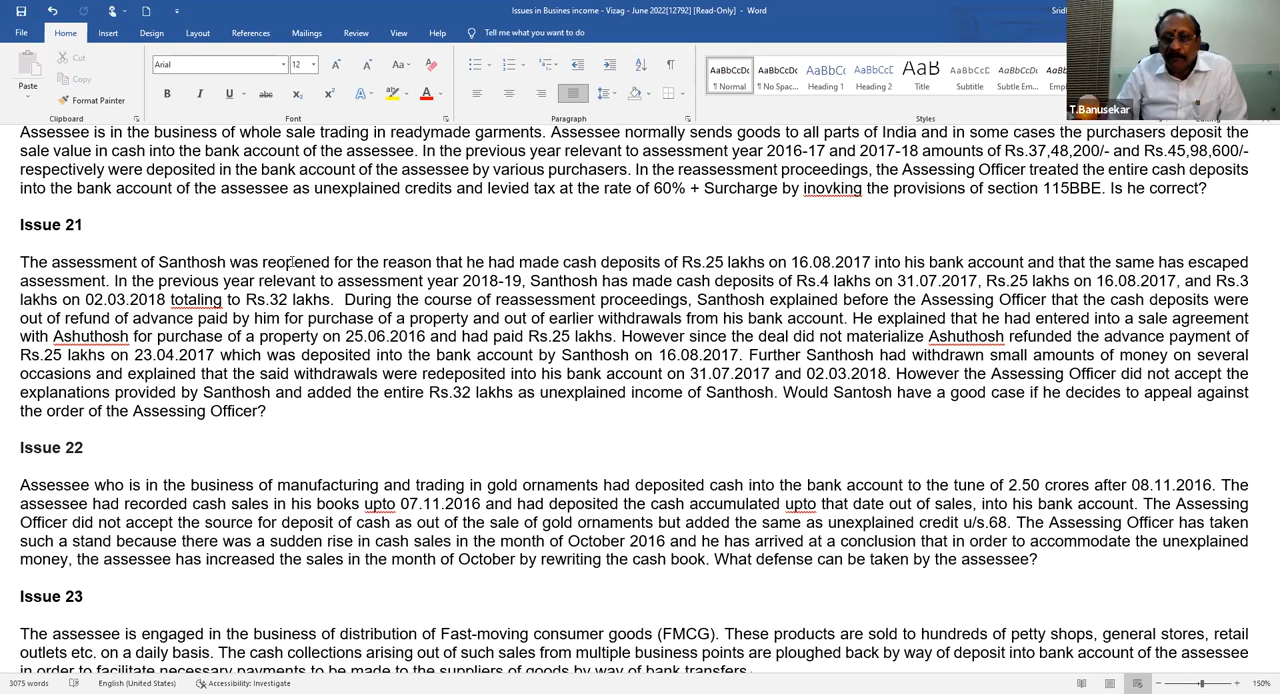 Issues in Busines income - Vizag - June 2022[12792] [Read-Only] - Word
Sridh
File Home Insert Design Layout References Mailings Review View Help Tell me what you want to do
Paste
Cut
Copy
Format Painter
Clipboard
Arial 12
Font
Paragraph
AaBbCcDc AaBbCcDc AaBbCc AaBbCcD AaB AaBbCcD AaBbCcDc
¶ Normal ¶ No Spac... Heading 1 Heading 2 Title Subtitle Subtle Em...
Styles
T.Banusekar
Assessee is in the business of whole sale trading in readymade garments. Assessee normally sends goods to all parts of India and in some cases the purchasers deposit the
sale value in cash into the bank account of the assessee. In the previous year relevant to assessment year 2016-17 and 2017-18 amounts of Rs.37,48,200/- and Rs.45,98,600/-
respectively were deposited in the bank account of the assessee by various purchasers. In the reassessment proceedings, the Assessing Officer treated the entire cash deposits
into the bank account of the assessee as unexplained credits and levied tax at the rate of 60% + Surcharge by inovking the provisions of section 115BBE. Is he correct?
Issue 21
The assessment of Santhosh was reopened for the reason that he had made cash deposits of Rs.25 lakhs on 16.08.2017 into his bank account and that the same has escaped
assessment. In the previous year relevant to assessment year 2018-19, Santhosh has made cash deposits of Rs.4 lakhs on 31.07.2017, Rs.25 lakhs on 16.08.2017, and Rs.3
lakhs on 02.03.2018 totaling to Rs.32 lakhs. During the course of reassessment proceedings, Santhosh explained before the Assessing Officer that the cash deposits were
out of refund of advance paid by him for purchase of a property and out of earlier withdrawals from his bank account. He explained that he had entered into a sale agreement
with Ashuthosh for purchase of a property on 25.06.2016 and had paid Rs.25 lakhs. However since the deal did not materialize Ashuthosh refunded the advance payment of
Rs.25 lakhs on 23.04.2017 which was deposited into the bank account by Santhosh on 16.08.2017. Further Santhosh had withdrawn small amounts of money on several
occasions and explained that the said withdrawals were redeposited into his bank account on 31.07.2017 and 02.03.2018. However the Assessing Officer did not accept the
explanations provided by Santhosh and added the entire Rs.32 lakhs as unexplained income of Santhosh. Would Santosh have a good case if he decides to appeal against
the order of the Assessing Officer?
Issue 22
Assessee who is in the business of manufacturing and trading in gold ornaments had deposited cash into the bank account to the tune of 2.50 crores after 08.11.2016. The
assessee had recorded cash sales in his books upto 07.11.2016 and had deposited the cash accumulated upto that date out of sales, into his bank account. The Assessing
Officer did not accept the source for deposit of cash as out of the sale of gold ornaments but added the same as unexplained credit u/s.68. The Assessing Officer has taken
such a stand because there was a sudden rise in cash sales in the month of October 2016 and he has arrived at a conclusion that in order to accommodate the unexplained
money, the assessee has increased the sales in the month of October by rewriting the cash book. What defense can be taken by the assessee?
Issue 23
The assessee is engaged in the business of distribution of Fast-moving consumer goods (FMCG). These products are sold to hundreds of petty shops, general stores, retail
outlets etc. on a daily basis. The cash collections arising out of such sales from multiple business points are ploughed back by way of deposit into bank account of the assessee
in order to facilitate necessary payments to be made to the suppliers of goods by way of bank transfers.
3075 words English (United States) Accessibility: Investigate 150%